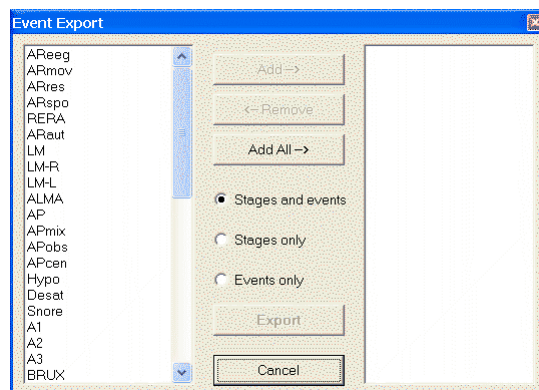 Event Export
AReeg
ARmov
ARres
ARspo
RERA
ARaut
LM
LM-R
LM-L
ALMA
AP
APmix
APobs
APcen
Hypo
Desat
Snore
A1
A2
A3
BRUX
Add -->
<-- Remove
Add All -->
Stages and events
Stages only
Events only
Export
Cancel